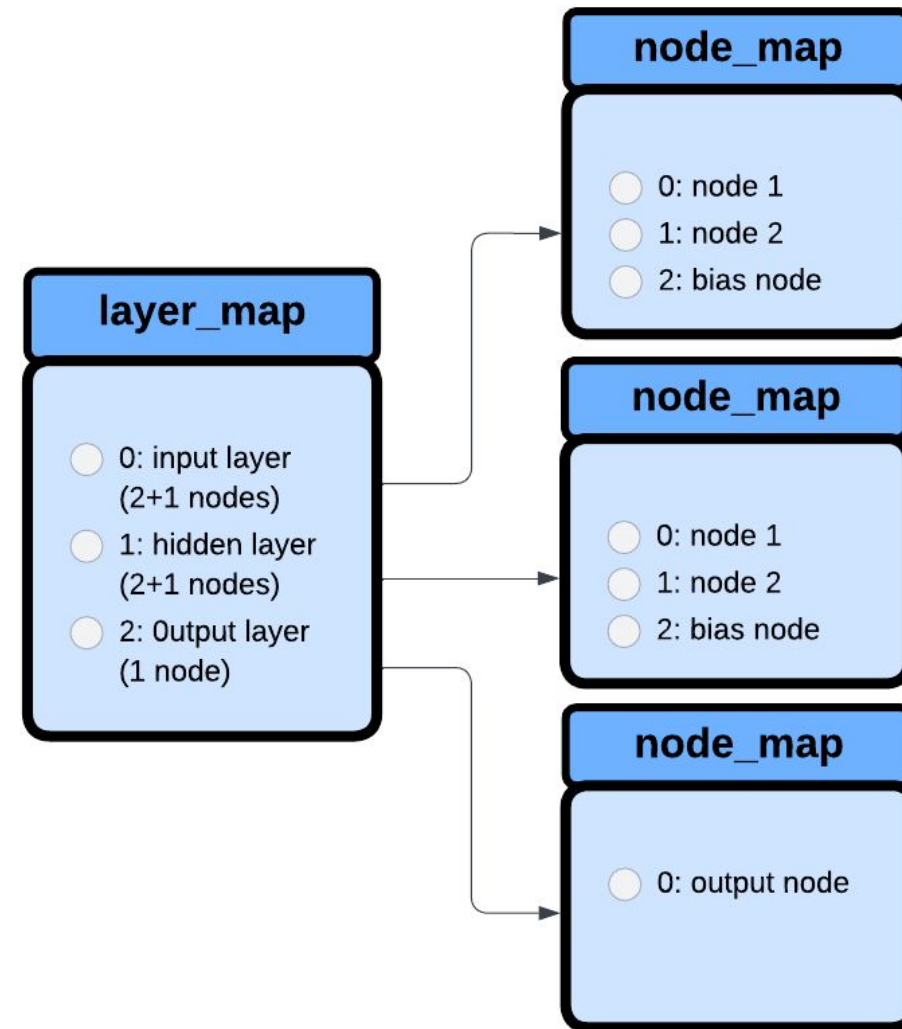 layer_map
0: input layer
(2+1 nodes)
1: hidden layer
(2+1 nodes)
2: 0utput layer
(1 node)
node_map
0: node 1
1: node 2
2: bias node
node_map
0: node 1
1: node 2
2: bias node
node_map
0: output node